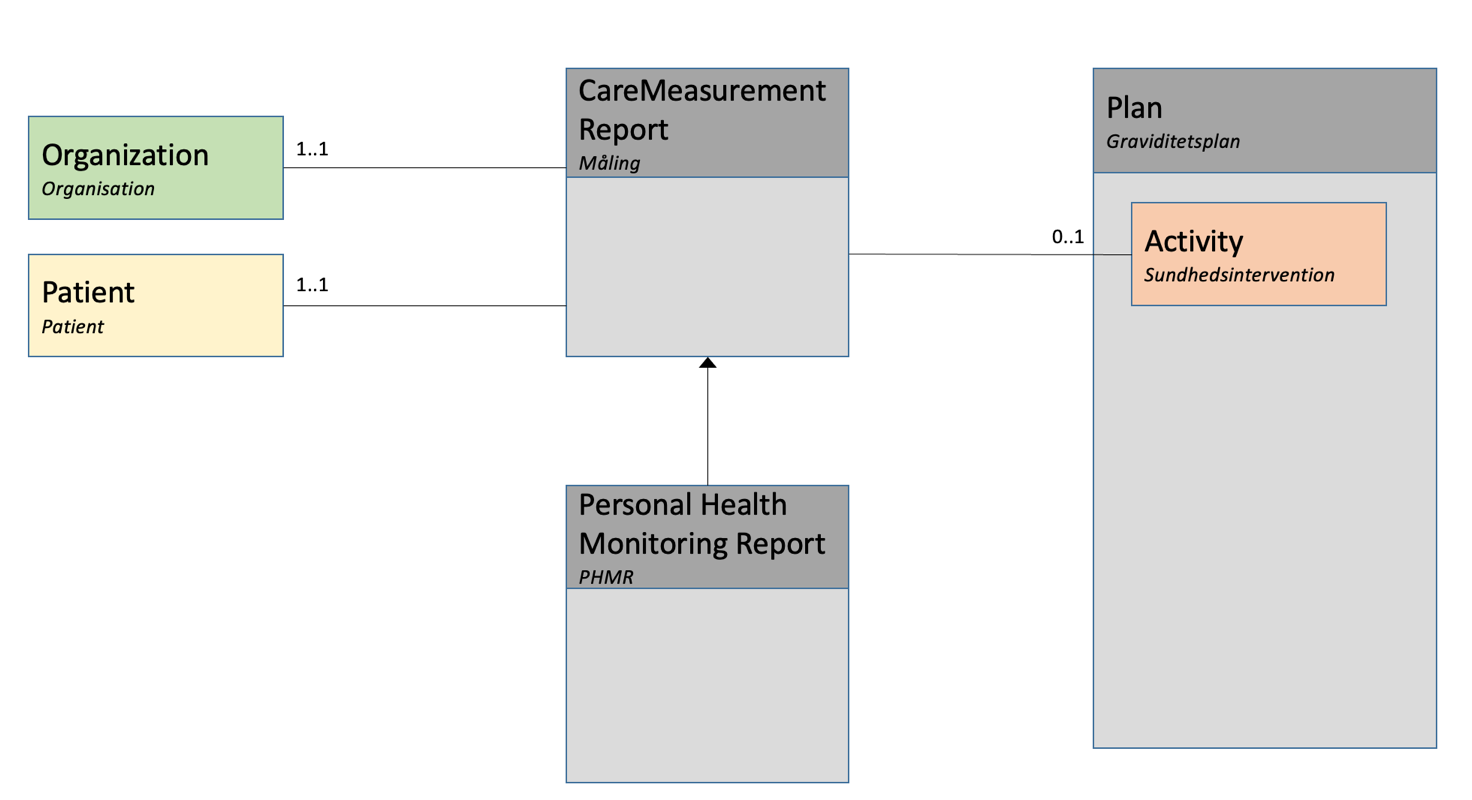 Organization
Organisation
1..1
Patient
Patient
1..1
CareMeasurement
Report
Måling
Personal Health
Monitoring Report
PHMR
Plan
Graviditetsplan
0..1
Activity
Sundhedsintervention